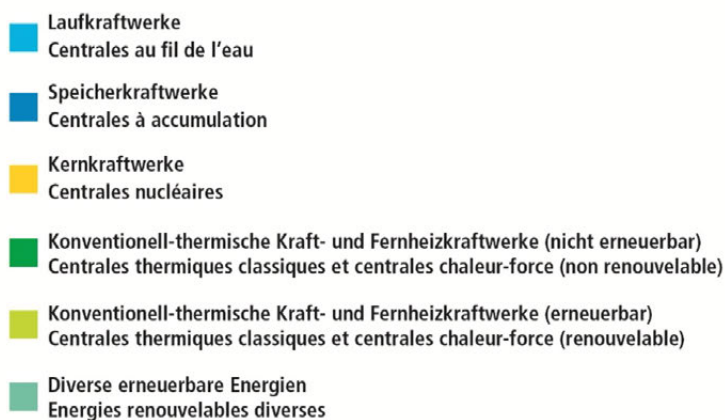 Laufkraftwerke
Centrales au fil de l’eau
Speicherkraftwerke
Centrales à accumulation
Kernkraftwerke
Centrales nucléaires
Konventionell-thermische Kraft- und Fernheizkraftwerke (nicht erneuerbar)
Centrales thermiques classiques et centrales chaleur-force (non renouvelable)
Konventionell-thermische Kraft- und Fernheizkraftwerke (erneuerbar)
Centrales thermiques classiques et centrales chaleur-force (renouvelable)
Diverse erneuerbare Energien
Energies renouvelables diverses